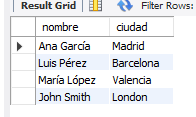 Result Grid Filter Rows:
nombre ciudad
Ana García Madrid
Luis Pérez Barcelona
María López Valencia
John Smith London